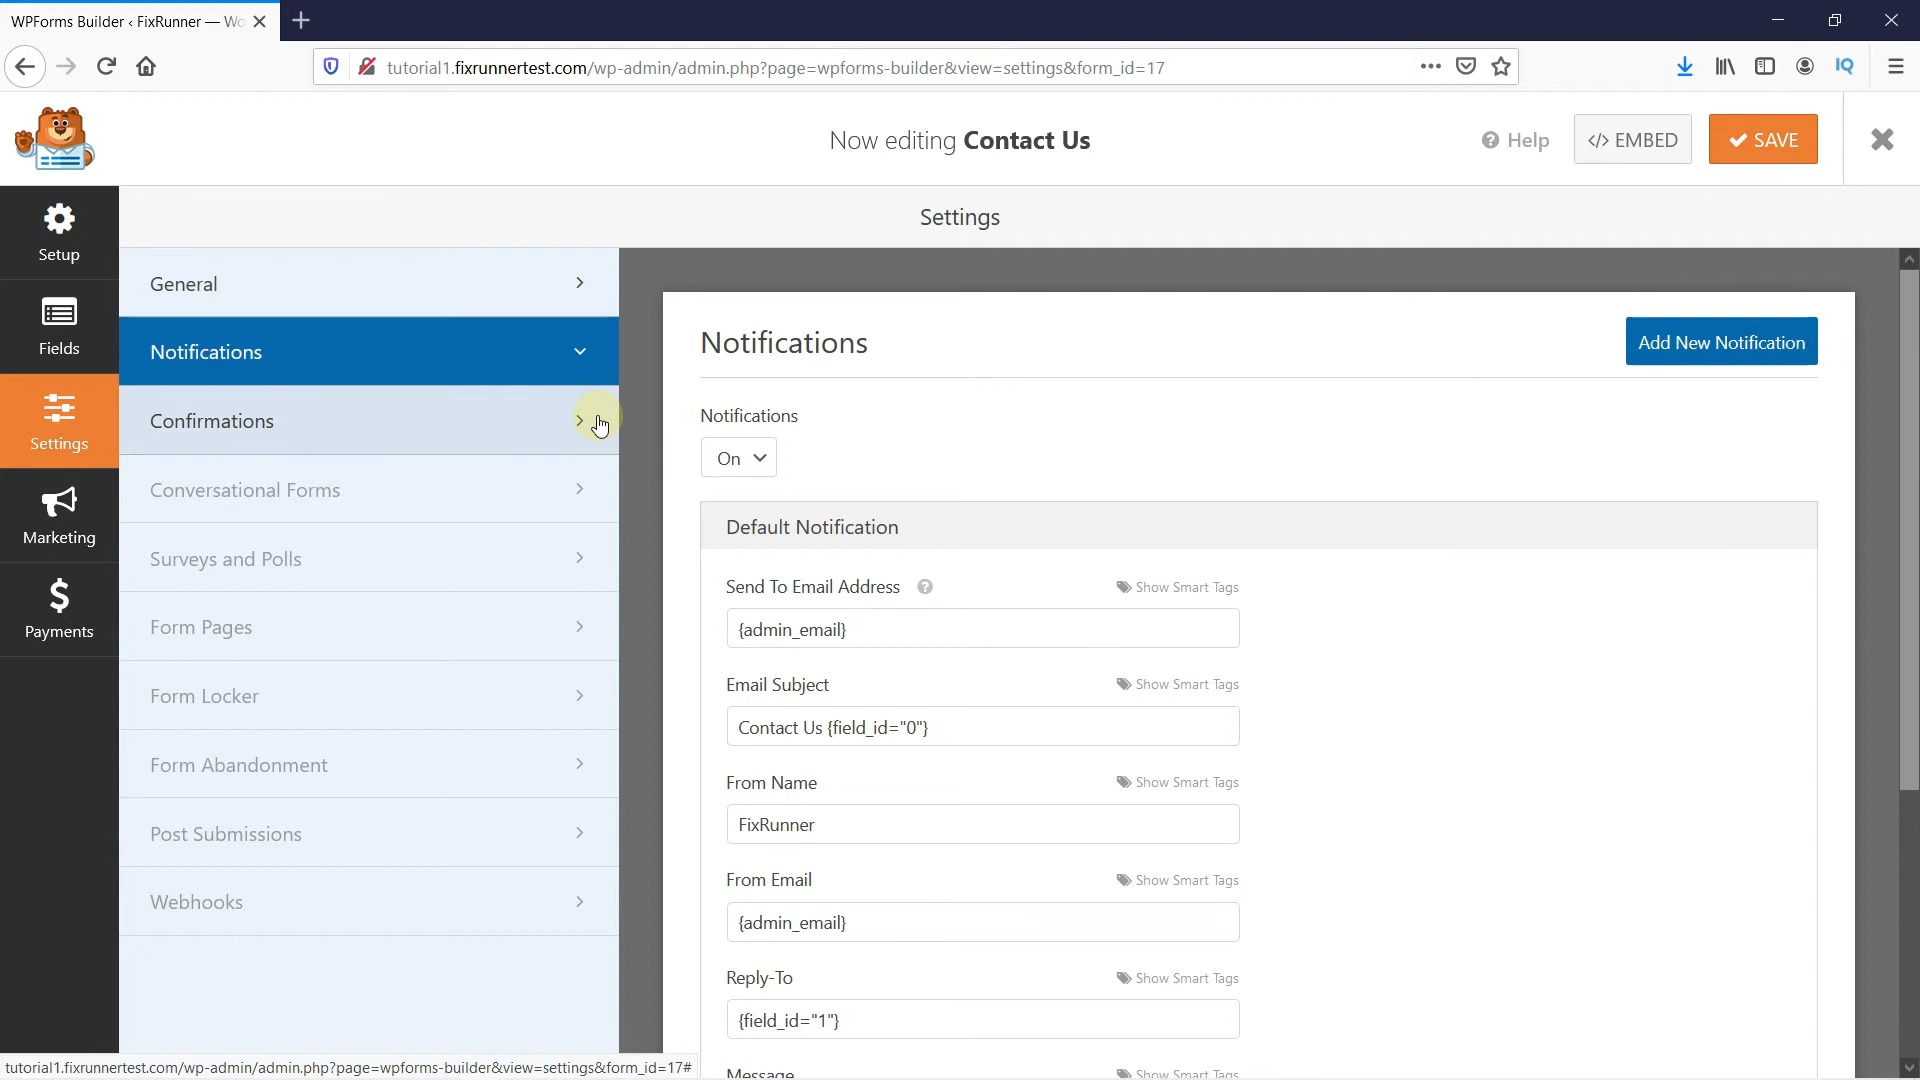 WPForms Builder ‹ FixRunner — Wo
tutorial1.fixrunnertest.com/wp-admin/admin.php?page=wpforms-builder&view=settings&form_id=17
IQ
Now editing Contact Us
Help
</> EMBED
SAVE
Settings
Setup
Fields
Settings
Marketing
Payments
General
Notifications
Confirmations
Conversational Forms
Surveys and Polls
Form Pages
Form Locker
Form Abandonment
Post Submissions
Webhooks
Notifications
Add New Notification
Notifications
On
Default Notification
Send To Email Address ? Show Smart Tags
{admin_email}
Email Subject Show Smart Tags
Contact Us {field_id="0"}
From Name Show Smart Tags
FixRunner
From Email Show Smart Tags
{admin_email}
Reply-To Show Smart Tags
{field_id="1"}
Message Show Smart Tags
tutorial1.fixrunnertest.com/wp-admin/admin.php?page=wpforms-builder&view=settings&form_id=17#